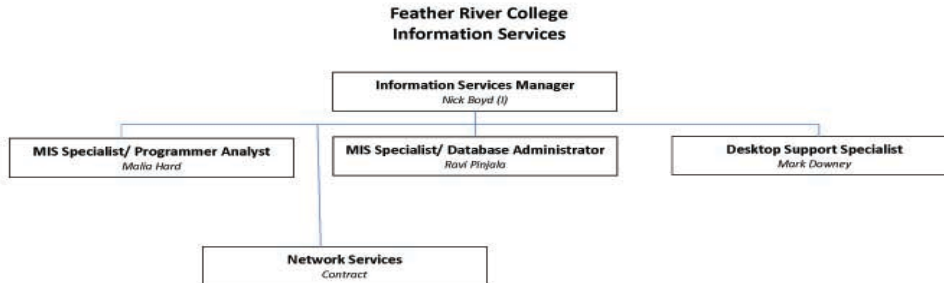 Feather River College
Information Services
Information Services Manager
Nick Boyd (I)
MIS Specialist/ Programmer Analyst
Malia Hard
MIS Specialist/ Database Administrator
Ravi Pinjala
Desktop Support Specialist
Mark Downey
Network Services
Contract